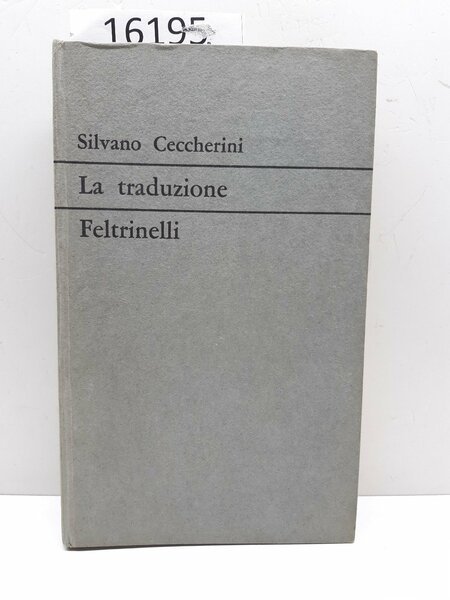 16195
Silvano Ceccherini
La traduzione
Feltrinelli